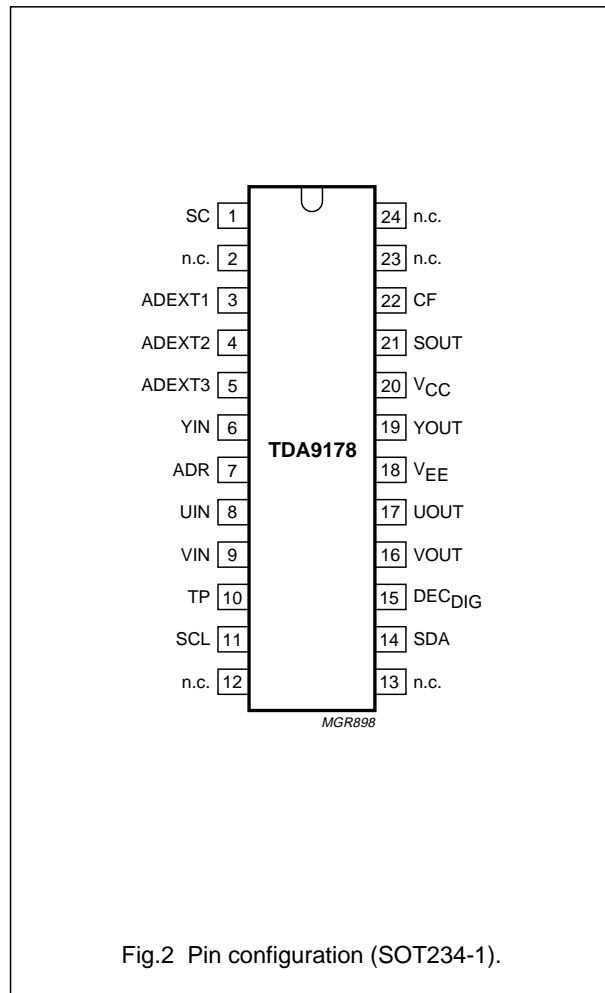 SC 1 24 n.c.
n.c. 2 23 n.c.
ADEXT1 3 22 CF
ADEXT2 4 21 SOUT
ADEXT3 5 20 VCC
YIN 6 19 YOUT
TDA9178
ADR 7 18 VEE
UIN 8 17 UOUT
VIN 9 16 VOUT
TP 10 15 DECDIG
SCL 11 14 SDA
n.c. 12 13 n.c.
MGR898
Fig.2 Pin configuration (SOT234-1).